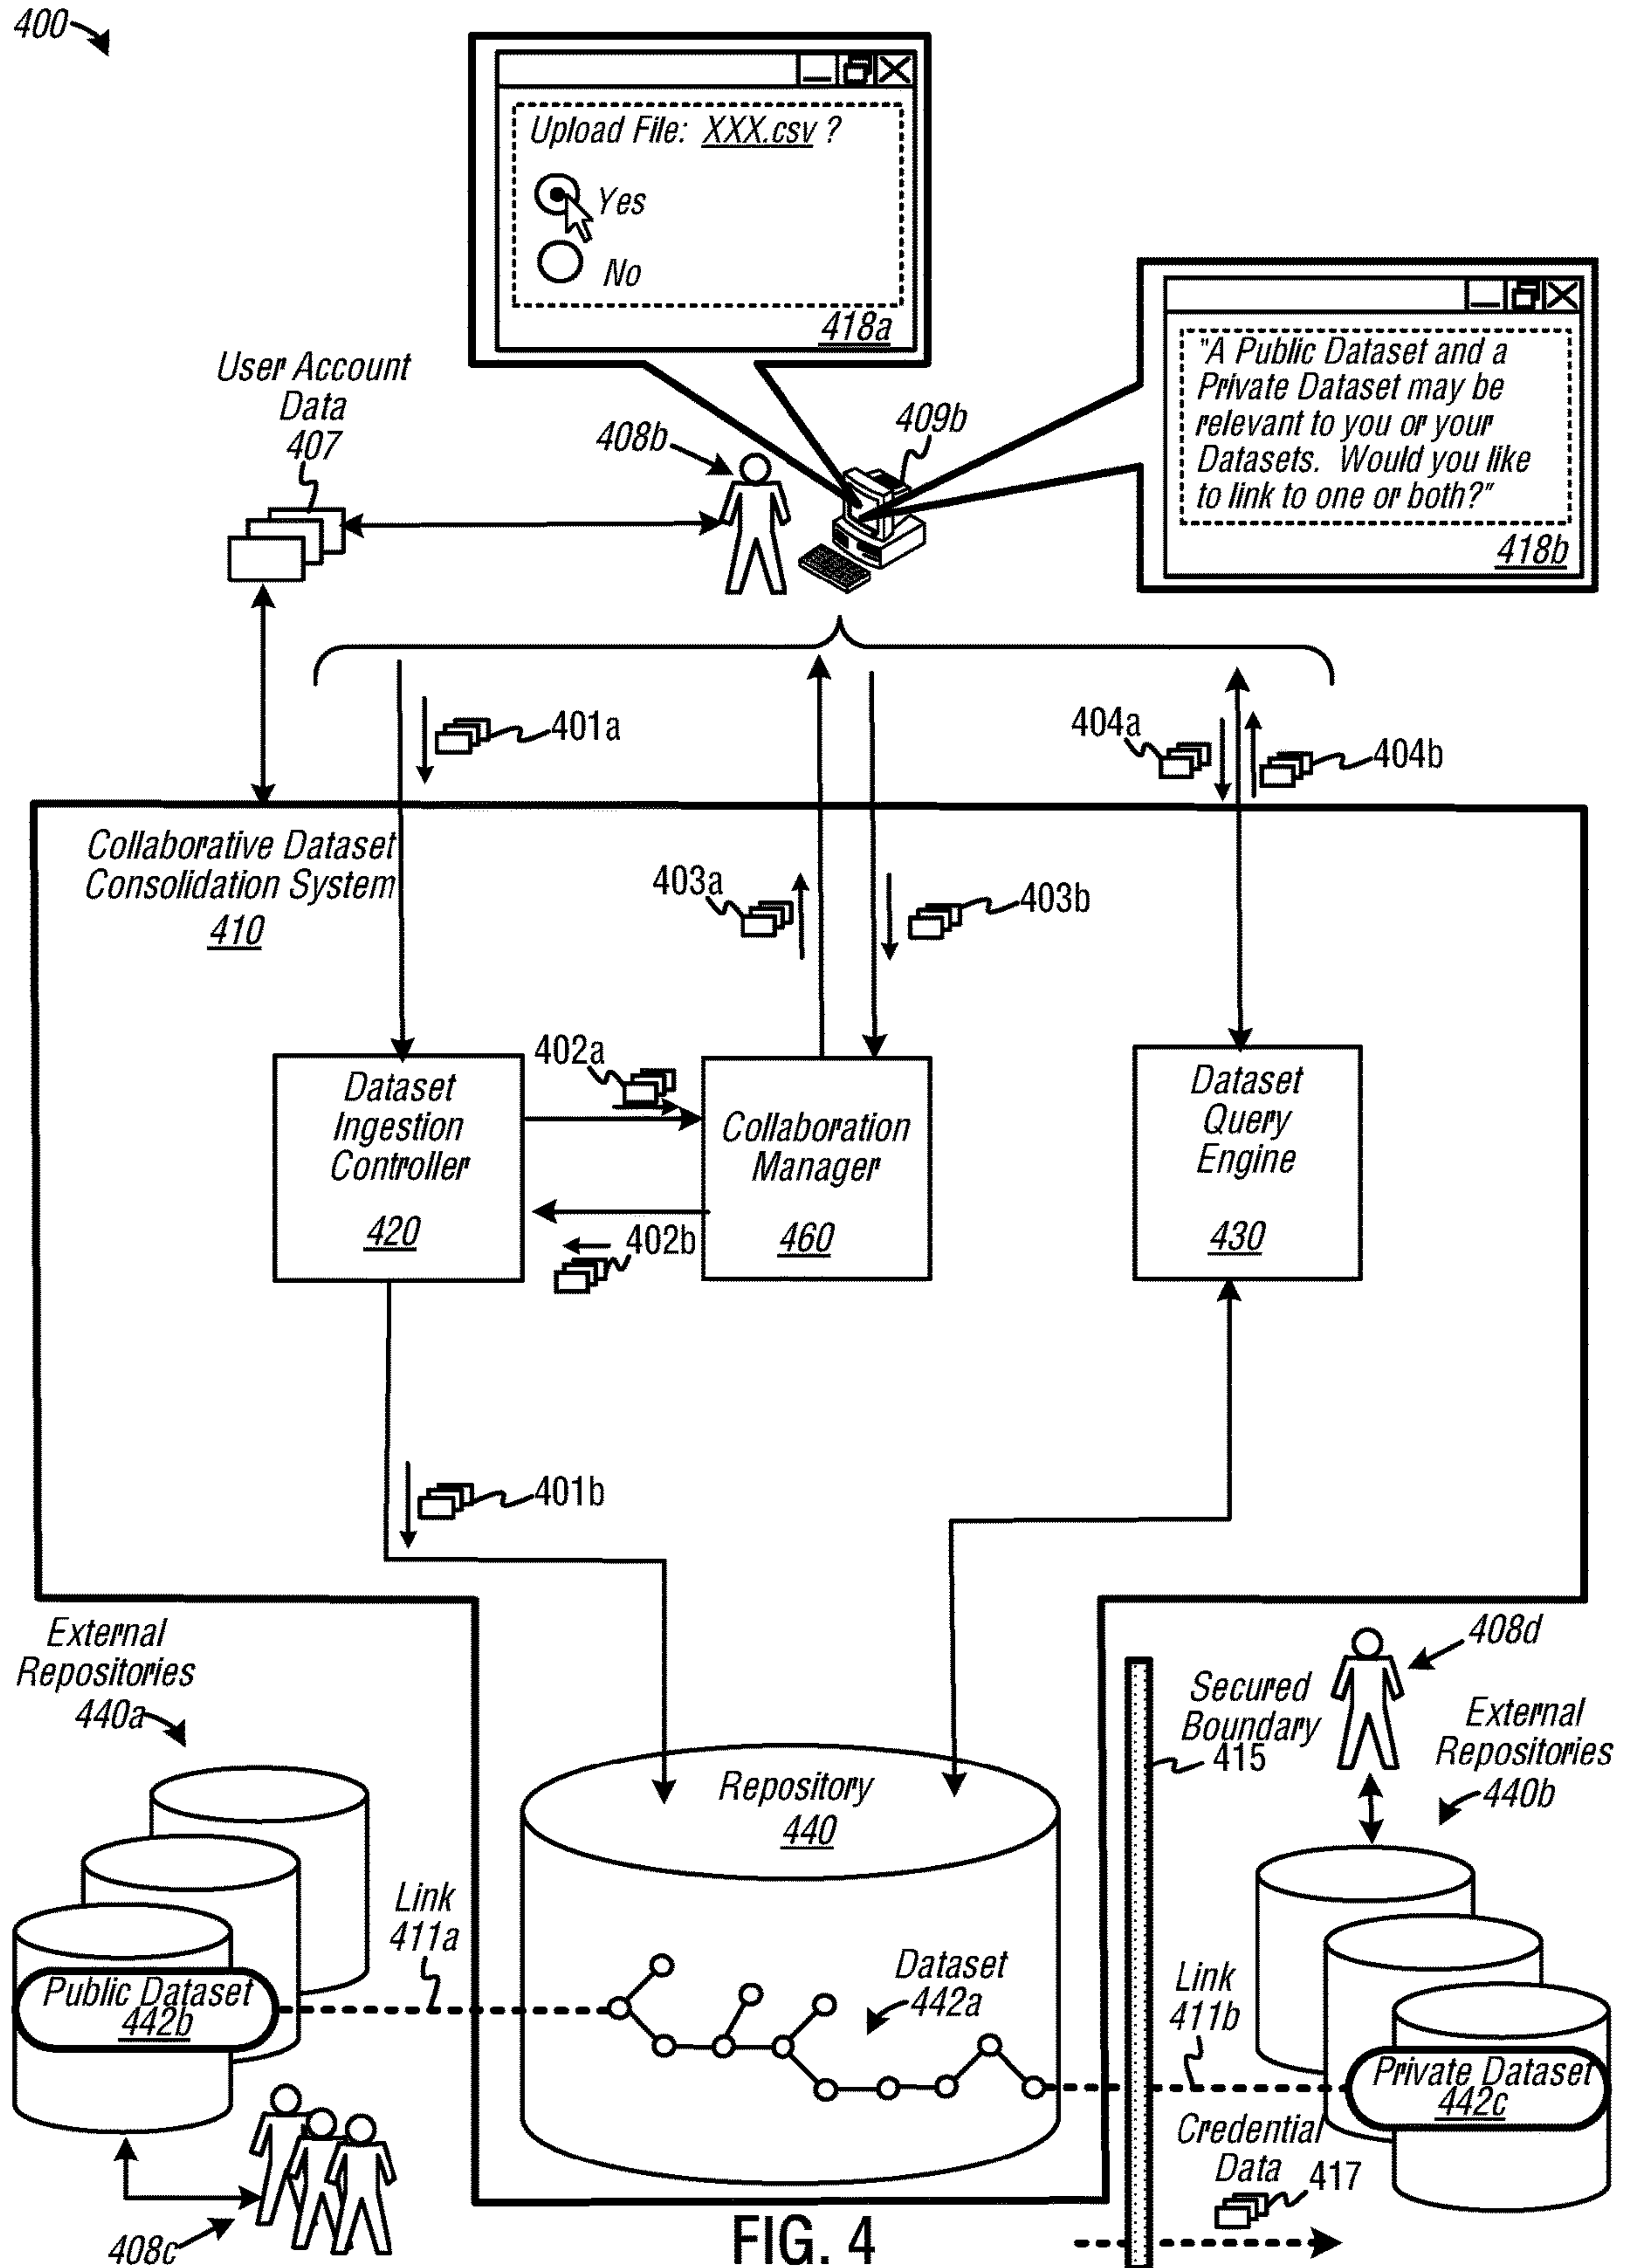 400
Upload File: XXX.csv ?
Yes
No
418a
"A Public Dataset and a
Private Dataset may be
relevant to you or your
Datasets. Would you like
to link to one or both?"
418b
User Account
Data
407
408b
409b
401a
404a
404b
Collaborative Dataset
Consolidation System
410
403a
403b
402a
Dataset
Ingestion
Controller
420
Collaboration
Manager
460
Dataset
Query
Engine
430
402b
401b
External
Repositories
440a
408d
Secured
Boundary
415
External
Repositories
440b
Repository
440
Link
411a
Dataset
442a
Link
411b
Public Dataset
442b
Private Dataset
442c
Credential
Data
417
408c
FIG. 4